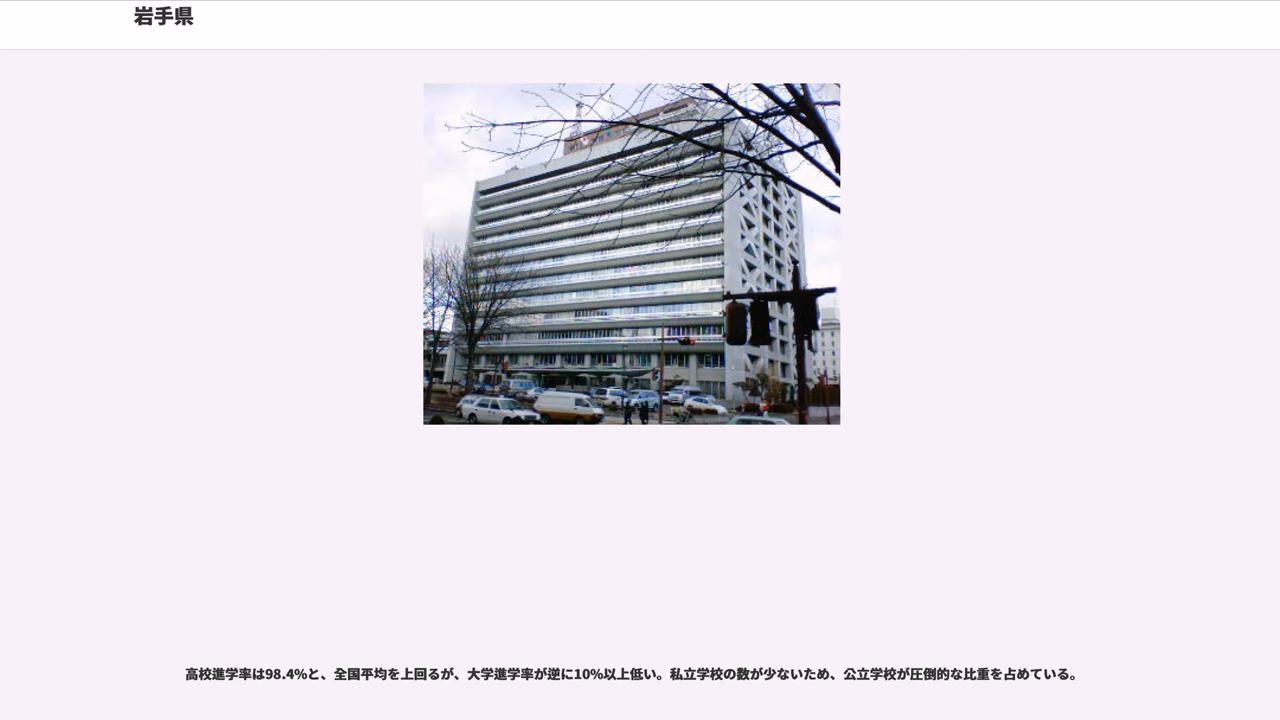 岩手県
高校進学率は98.4%と、全国平均を上回るが、大学進学率が逆に10%以上低い。私立学校の数が少ないため、公立学校が圧倒的な比重を占めている。